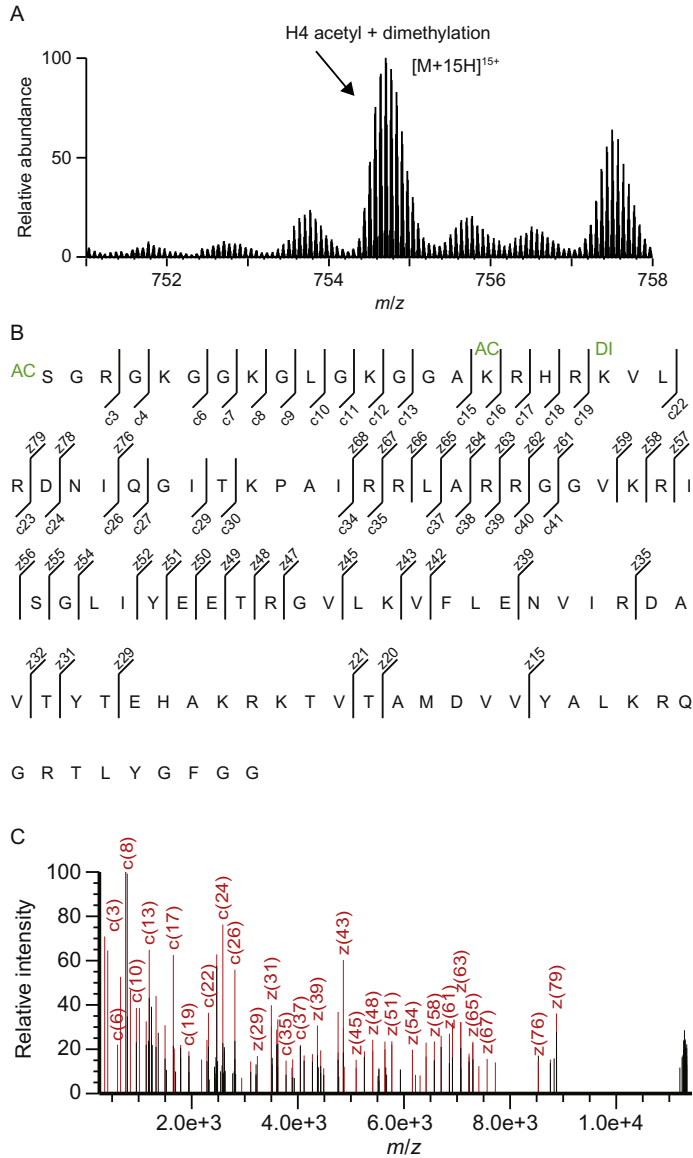 A
H4 acetyl + dimethylation
[M+15H]15+
Relative abundance
100
50
0
752
754
756
758
m/z
B
AC AC DI
S G R G K G G K G L G K G G A K R H R K V L
c3 c4 c6 c7 c8 c9 c10 c11 c12 c13 c15 c16 c17 c18 c19 c22
z79 z78 z76 z68 z67 z66 z65 z64 z63 z62 z61 z59 z58 z57
R D N I Q G I T K P A I R R L A R R G G V K R I
c23 c24 c26 c27 c29 c30 c34 c35 c37 c38 c39 c40 c41
z56 z55 z54 z52 z51 z50 z49 z48 z47 z45 z43 z42 z39 z35
S G L I Y E E T R G V L K V F L E N V I R D A
z32 z31 z29 z21 z20 z15
V T Y T E H A K R K T V T A M D V V Y A L K R Q
G R T L Y G F G G
C
Relative intensity
100
80
60
40
20
0
c(3)
c(6)
c(8)
c(10)
c(13)
c(17)
c(19)
c(22)
c(24)
c(26)
z(29)
z(31)
c(35)
c(37)
z(39)
z(43)
z(45)
z(48)
z(51)
z(54)
z(58)
z(61)
z(63)
z(65)
z(67)
z(76)
z(79)
2.0e+3
4.0e+3
6.0e+3
8.0e+3
1.0e+4
m/z